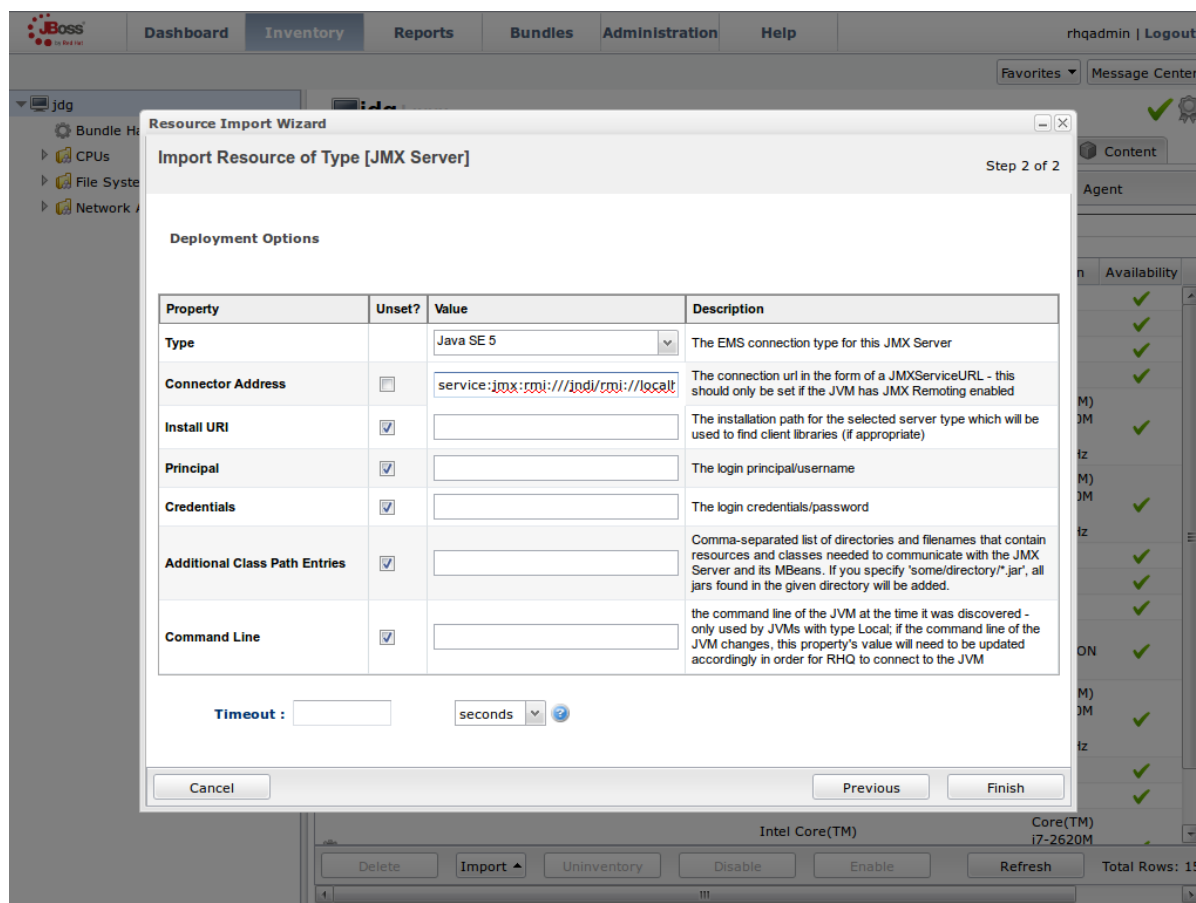 JBoss
by Red Hat
Dashboard Inventory Reports Bundles Administration Help rhqadmin | Logout
Favorites Message Center
jdg
Bundle Ha
CPUs
File Syste
Network A
Content
Agent
n Availability
Resource Import Wizard
Import Resource of Type [JMX Server]
Step 2 of 2
Deployment Options
Property Unset? Value Description
Type Java SE 5 The EMS connection type for this JMX Server
Connector Address service:jmx:rmi:///jndi/rmi://localh The connection url in the form of a JMXServiceURL - this
should only be set if the JVM has JMX Remoting enabled
Install URI The installation path for the selected server type which will be
used to find client libraries (if appropriate)
Principal The login principal/username
Credentials The login credentials/password
Additional Class Path Entries Comma-separated list of directories and filenames that contain
resources and classes needed to communicate with the JMX
Server and its MBeans. If you specify 'some/directory/*.jar', all
jars found in the given directory will be added.
Command Line the command line of the JVM at the time it was discovered -
only used by JVMs with type Local; if the command line of the
JVM changes, this property's value will need to be updated
accordingly in order for RHQ to connect to the JVM
Timeout : seconds
Cancel Previous Finish
M)
0M
Hz
M)
0M
Hz
ON
M)
0M
Hz
Intel Core(TM) Core(TM)
i7-2620M
Delete Import Uninventory Disable Enable Refresh Total Rows: 15